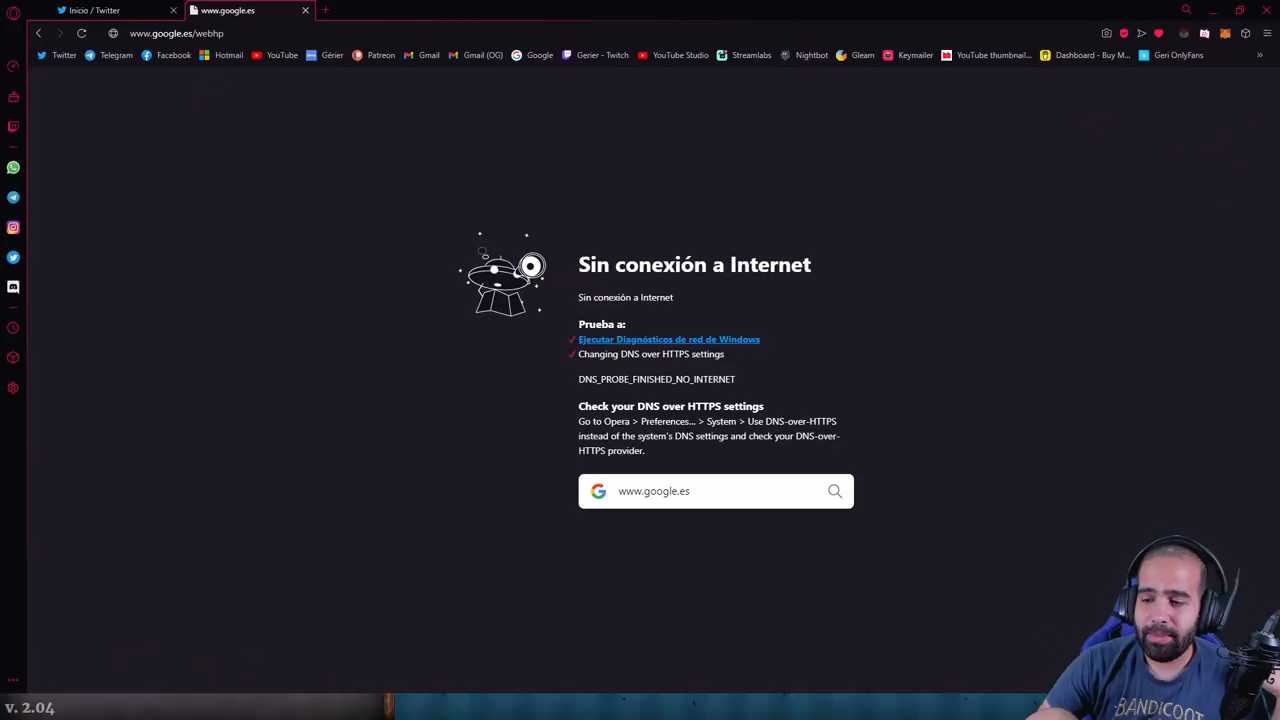 Inicio / Twitter
www.google.es
www.google.es/webhp
Twitter Telegram Facebook Hotmail YouTube Gérier Patreon Gmail Gmail (OG) Google Gerier - Twitch YouTube Studio Streamlabs Nightbot Gleam Keymailer YouTube thumbnail... Dashboard - Buy M... Geri OnlyFans
Sin conexión a Internet
Sin conexión a Internet
Prueba a:
Ejecutar Diagnósticos de red de Windows
Changing DNS over HTTPS settings
DNS_PROBE_FINISHED_NO_INTERNET
Check your DNS over HTTPS settings
Go to Opera > Preferences... > System > Use DNS-over-HTTPS
instead of the system's DNS settings and check your DNS-over-
HTTPS provider.
www.google.es
BANDICOOT
v. 2.04